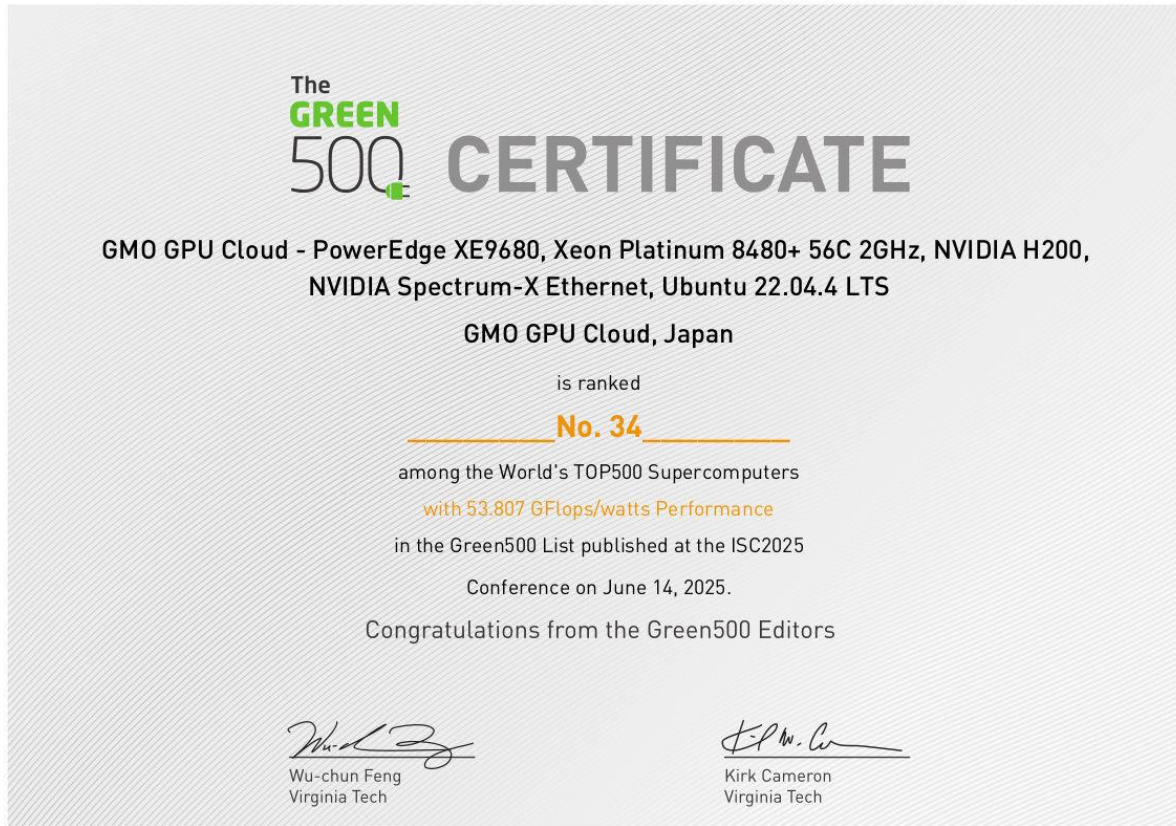 The
GREEN
500
CERTIFICATE
GMO GPU Cloud - PowerEdge XE9680, Xeon Platinum 8480+ 56C 2GHz, NVIDIA H200,
NVIDIA Spectrum-X Ethernet, Ubuntu 22.04.4 LTS
GMO GPU Cloud, Japan
is ranked
________No. 34________
among the World's TOP500 Supercomputers
with 53.807 GFlops/watts Performance
in the Green500 List published at the ISC2025
Conference on June 14, 2025.
Congratulations from the Green500 Editors
Wu-chun Feng
Virginia Tech
Kirk Cameron
Virginia Tech